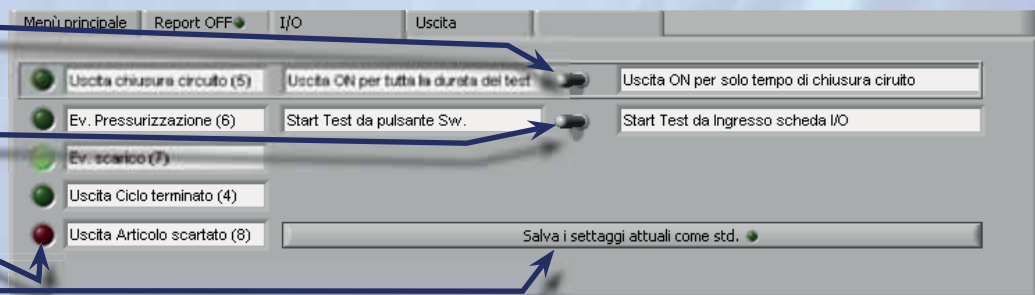 Menù principale Report OFF I/O Uscita
Uscita chiusura circuito (5) Uscita ON per tutta la durata del test Uscita ON per solo tempo di chiusura ciruito
Ev. Pressurizzazione (6) Start Test da pulsante Sw. Start Test da Ingresso scheda I/O
Ev. scarico (7)
Uscita Ciclo terminato (4)
Uscita Articolo scartato (8) Salva i settaggi attuali come std.